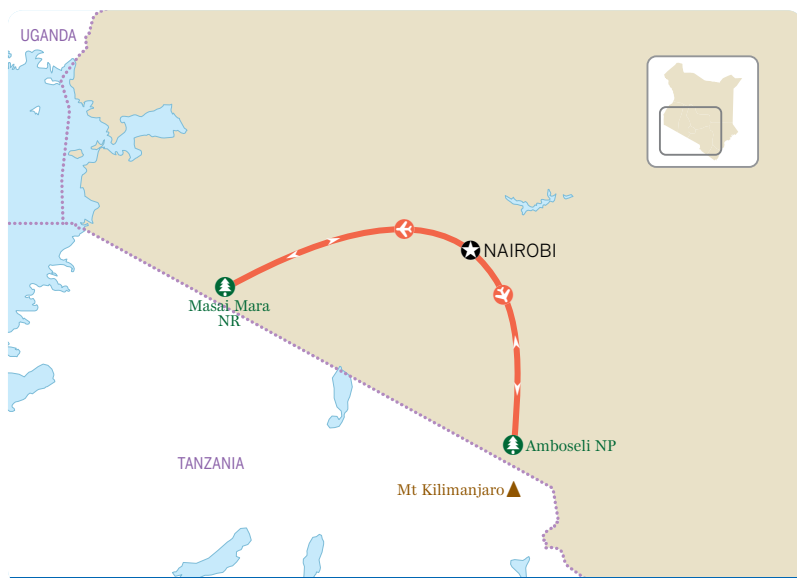 UGANDA
NAIROBI
Masai Mara
NR
Amboseli NP
TANZANIA
Mt Kilimanjaro